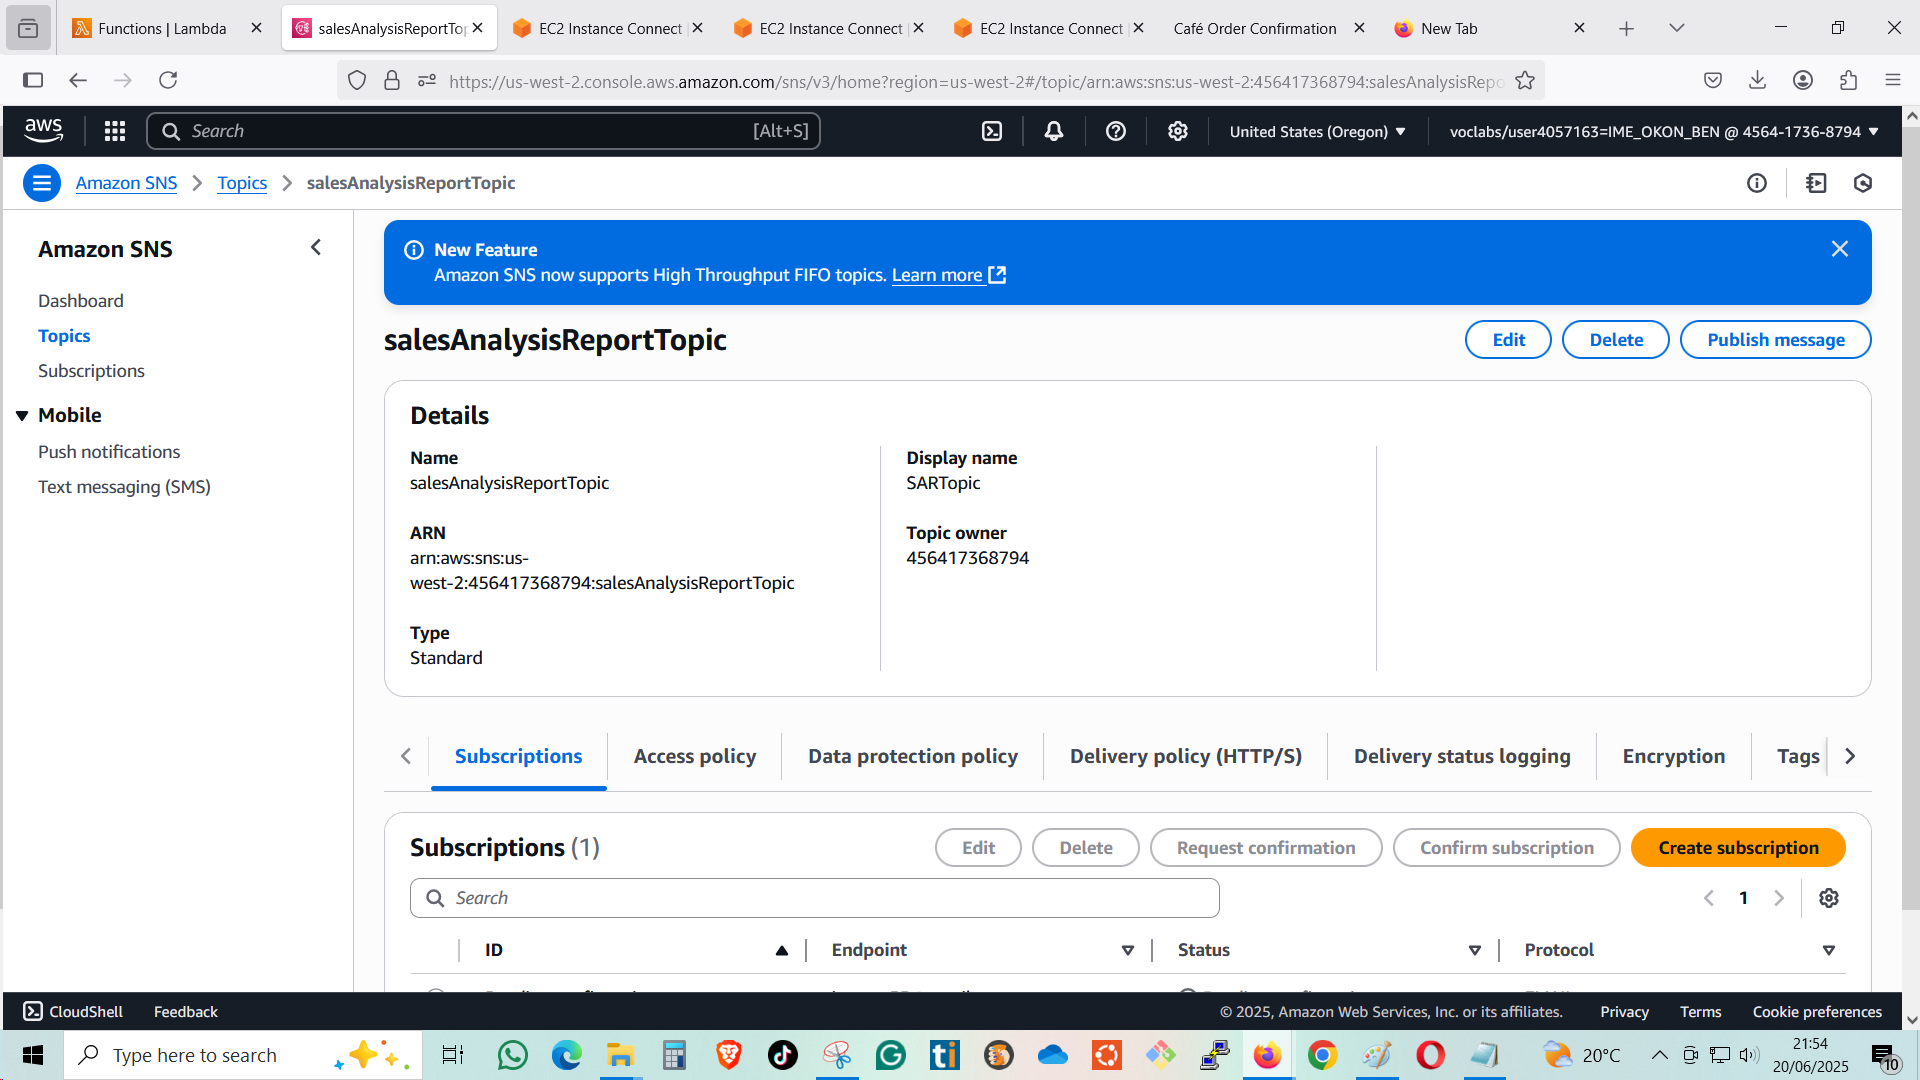 Functions | Lambda
salesAnalysisReportTop
EC2 Instance Connect
EC2 Instance Connect
EC2 Instance Connect
Café Order Confirmation
New Tab
https://us-west-2.console.aws.amazon.com/sns/v3/home?region=us-west-2#/topic/arn:aws:sns:us-west-2:456417368794:salesAnalysisRepo
aws
Search
[Alt+S]
United States (Oregon)
voclabs/user4057163=IME_OKON_BEN @ 4564-1736-8794
Amazon SNS
Topics
salesAnalysisReportTopic
Amazon SNS
Dashboard
Topics
Subscriptions
Mobile
Push notifications
Text messaging (SMS)
New Feature
Amazon SNS now supports High Throughput FIFO topics. Learn more
salesAnalysisReportTopic
Edit
Delete
Publish message
Details
Name
salesAnalysisReportTopic
ARN
arn:aws:sns:us-
west-2:456417368794:salesAnalysisReportTopic
Type
Standard
Display name
SARTopic
Topic owner
456417368794
Subscriptions
Access policy
Data protection policy
Delivery policy (HTTP/S)
Delivery status logging
Encryption
Tags
Subscriptions (1)
Edit
Delete
Request confirmation
Confirm subscription
Create subscription
Search
1
ID
Endpoint
Status
Protocol
CloudShell
Feedback
© 2025, Amazon Web Services, Inc. or its affiliates.
Privacy
Terms
Cookie preferences
Type here to search
20°C
21:54
20/06/2025
10